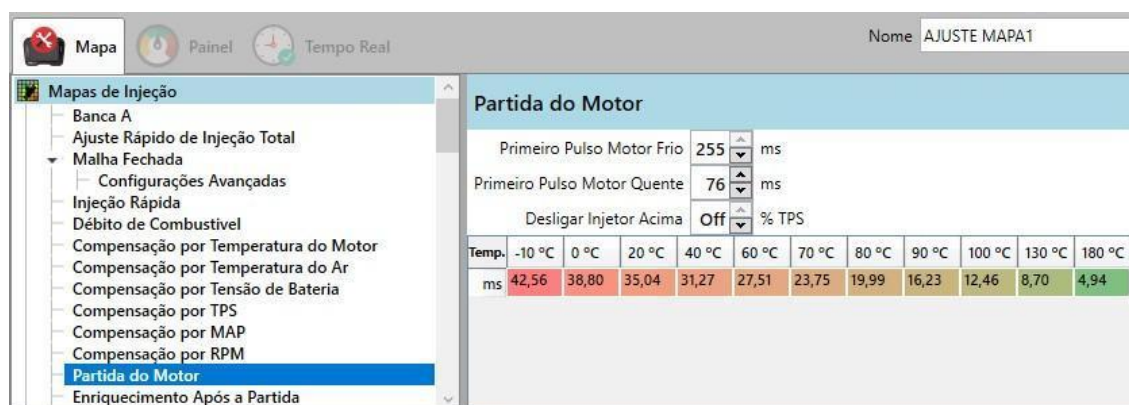 Mapa
Painel
Tempo Real
Nome AJUSTE MAPA1
Mapas de Injeção
Banca A
Ajuste Rápido de Injeção Total
Malha Fechada
Configurações Avançadas
Injeção Rápida
Débito de Combustivel
Compensação por Temperatura do Motor
Compensação por Temperatura do Ar
Compensação por Tensão de Bateria
Compensação por TPS
Compensação por MAP
Compensação por RPM
Partida do Motor
Enriquecimento Após a Partida
Partida do Motor
Primeiro Pulso Motor Frio 255 ms
Primeiro Pulso Motor Quente 76 ms
Desligar Injetor Acima Off % TPS
Temp. -10 °C 0 °C 20 °C 40 °C 60 °C 70 °C 80 °C 90 °C 100 °C 130 °C 180 °C
ms 42,56 38,80 35,04 31,27 27,51 23,75 19,99 16,23 12,46 8,70 4,94